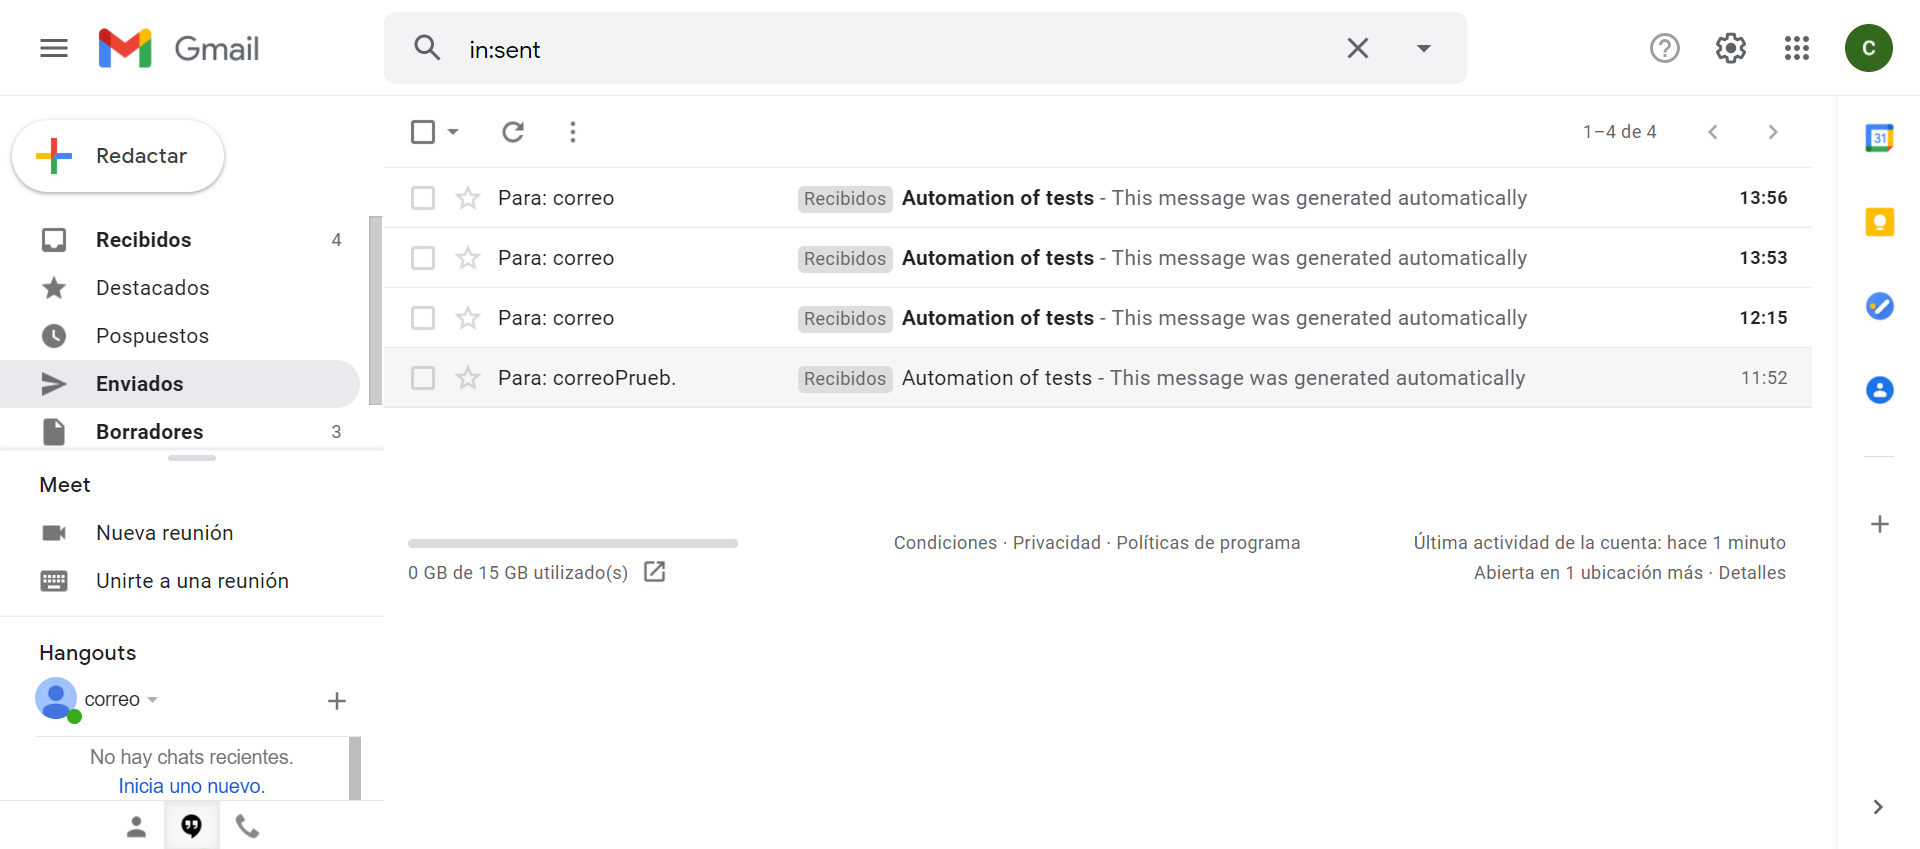 Gmail
in:sent
C
Redactar
1–4 de 4
31
Recibidos 4
Destacados
Pospuestos
Enviados
Borradores 3
Para: correo Recibidos Automation of tests - This message was generated automatically 13:56
Para: correo Recibidos Automation of tests - This message was generated automatically 13:53
Para: correo Recibidos Automation of tests - This message was generated automatically 12:15
Para: correoPrueb. Recibidos Automation of tests - This message was generated automatically 11:52
Meet
Nueva reunión
Unirte a una reunión
Hangouts
correo
No hay chats recientes.
Inicia uno nuevo.
0 GB de 15 GB utilizado(s)
Condiciones · Privacidad · Políticas de programa
Última actividad de la cuenta: hace 1 minuto
Abierta en 1 ubicación más · Detalles